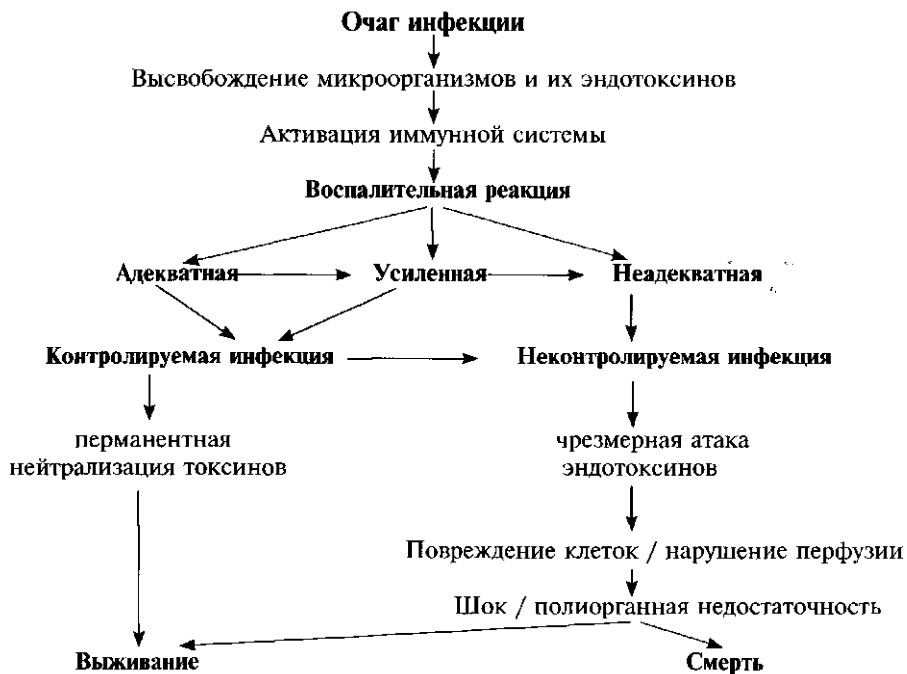 Очаг инфекции
Высвобождение микроорганизмов и их эндотоксинов
Активация иммунной системы
Воспалительная реакция
Адекватная Усиленная Неадекватная
Контролируемая инфекция Неконтролируемая инфекция
перманентная
нейтрализация токсинов
чрезмерная атака
эндотоксинов
Повреждение клеток / нарушение перфузии
Шок / полиорганная недостаточность
Выживание Смерть